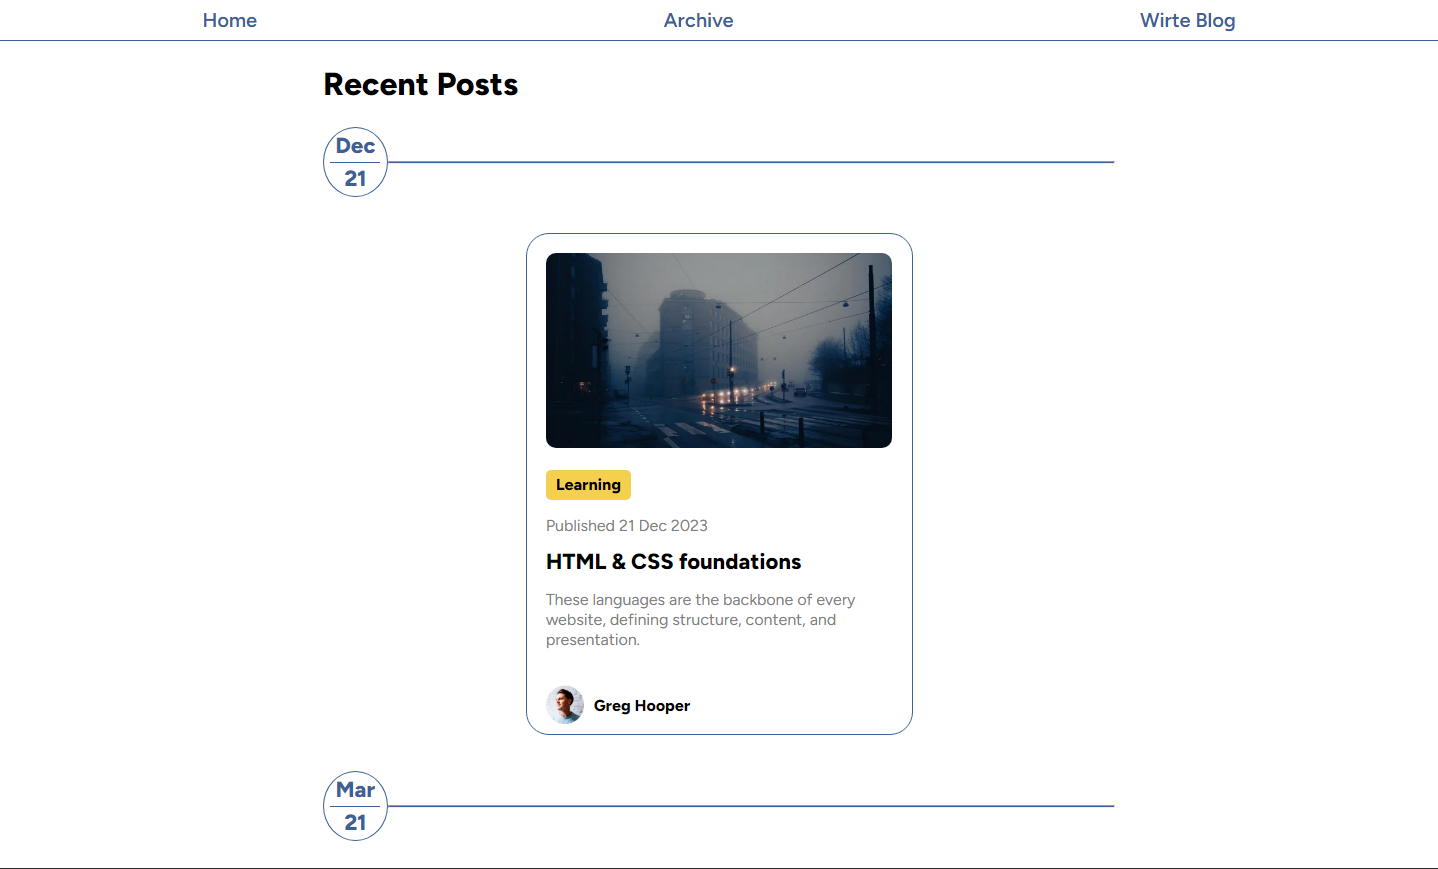 Home Archive Wirte Blog
Recent Posts
Dec
21
Learning
Published 21 Dec 2023
HTML & CSS foundations
These languages are the backbone of every
website, defining structure, content, and
presentation.
Greg Hooper
Mar
21